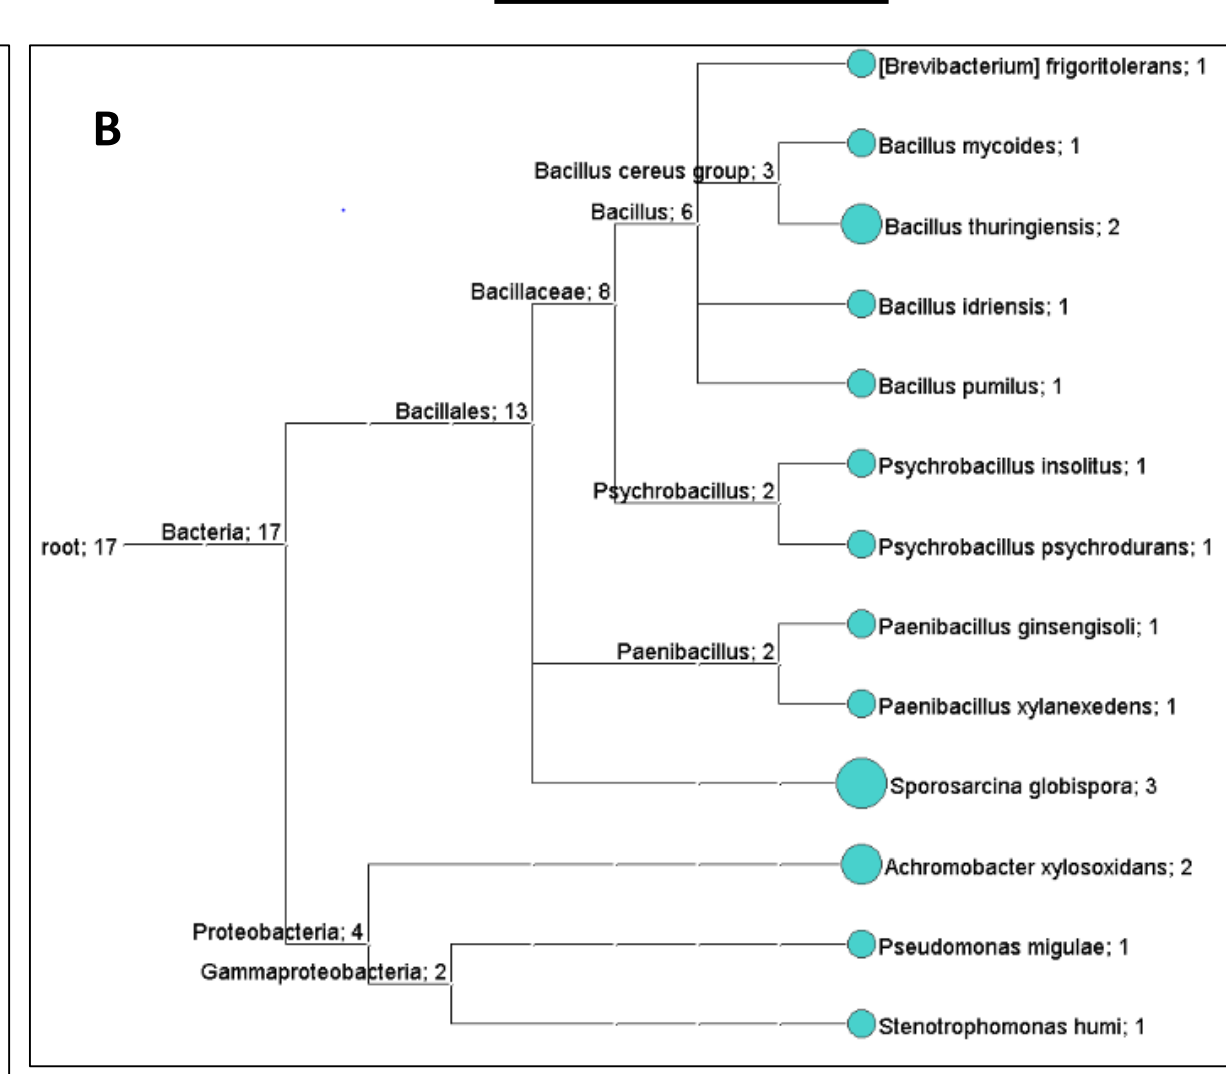 B
[Brevibacterium] frigoritolerans; 1
Bacillus mycoides; 1
Bacillus cereus group; 3
Bacillus; 6
Bacillus thuringiensis; 2
Bacillaceae; 8
Bacillus idriensis; 1
Bacillus pumilus; 1
Bacillales; 13
Psychrobacillus insolitus; 1
Psychrobacillus; 2
Bacteria; 17
root; 17
Psychrobacillus psychrodurans; 1
Paenibacillus ginsengisoli; 1
Paenibacillus; 2
Paenibacillus xylanexedens; 1
Sporosarcina globispora; 3
Achromobacter xylosoxidans; 2
Proteobacteria; 4
Pseudomonas migulae; 1
Gammaproteobacteria; 2
Stenotrophomonas humi; 1